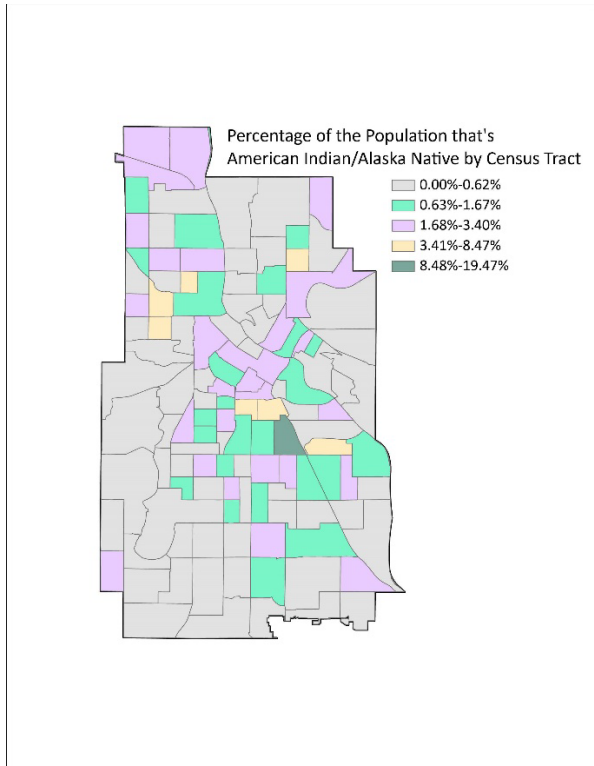 Percentage of the Population that's
American Indian/Alaska Native by Census Tract
0.00%-0.62%
0.63%-1.67%
1.68%-3.40%
3.41%-8.47%
8.48%-19.47%